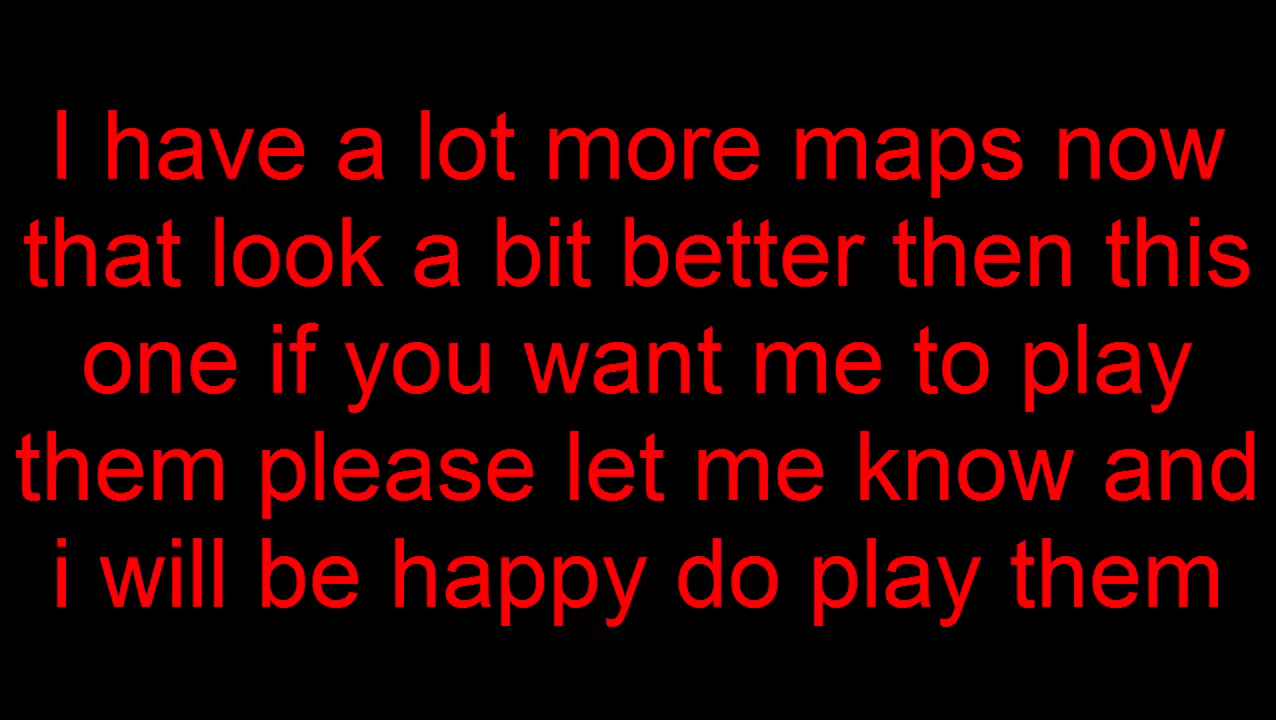 I have a lot more maps now
that look a bit better then this
one if you want me to play
them please let me know and
i will be happy do play them